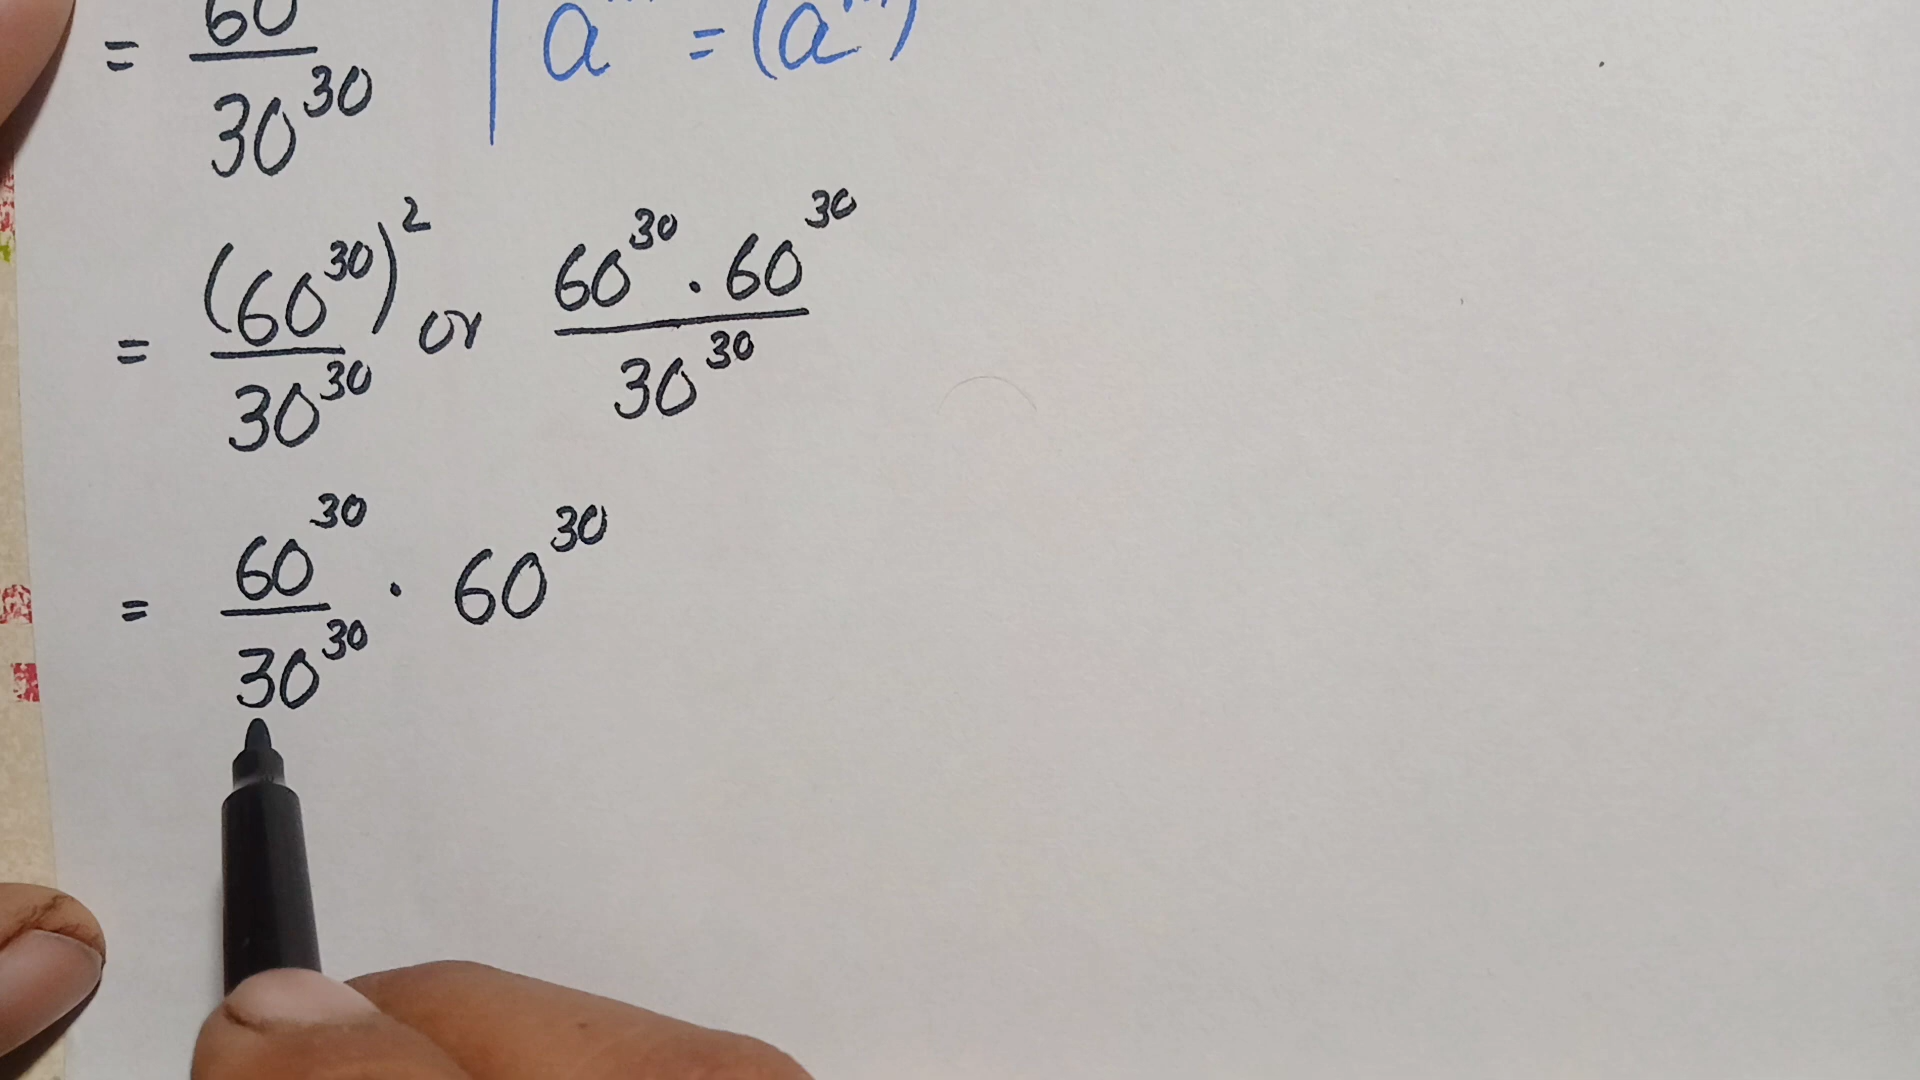 = 60 / 30^30 | a = (a )
= (60^30)^2 / 30^30 or 60^30 . 60^30 / 30^30
= 60^30 / 30^30 . 60^30